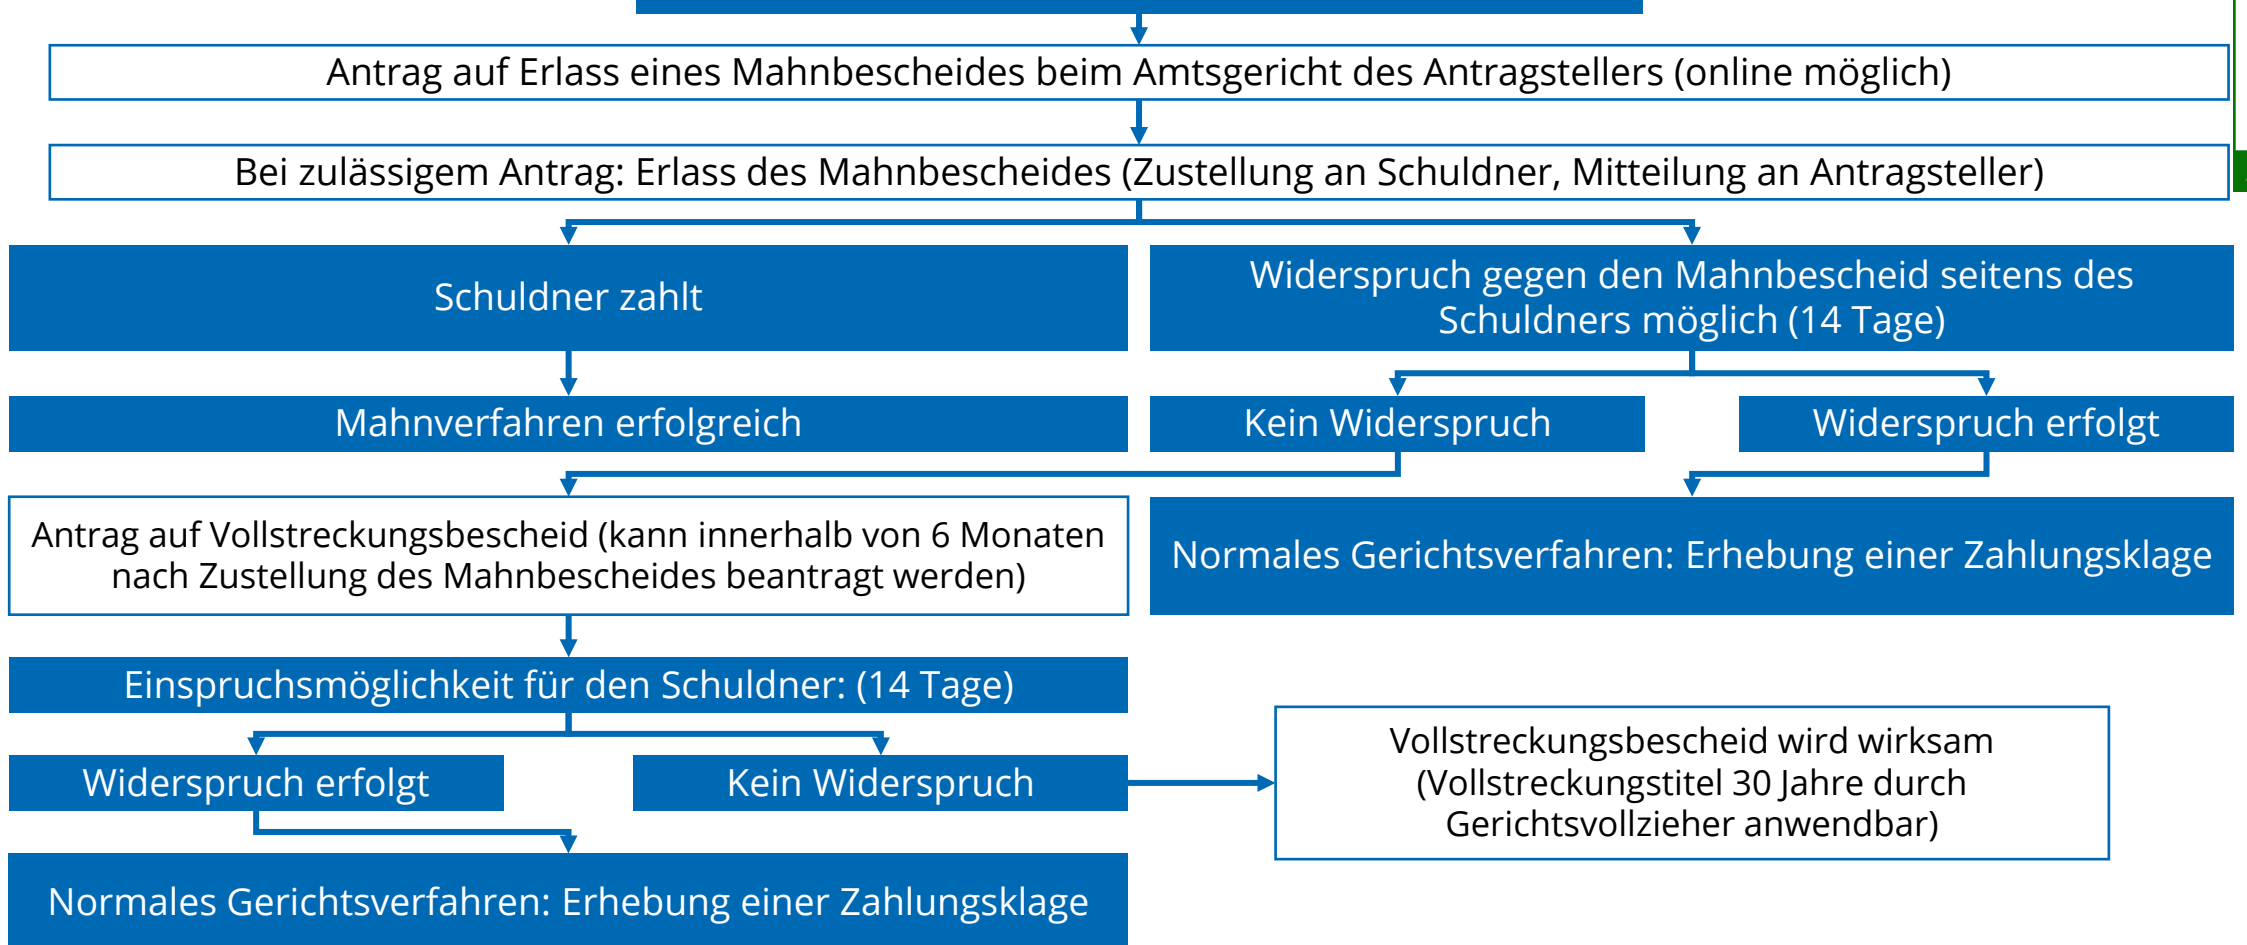 Antrag auf Erlass eines Mahnbescheides beim Amtsgericht des Antragstellers (online möglich)
Bei zulässigem Antrag: Erlass des Mahnbescheides (Zustellung an Schuldner, Mitteilung an Antragsteller)
Schuldner zahlt
Widerspruch gegen den Mahnbescheid seitens des
Schuldners möglich (14 Tage)
Mahnverfahren erfolgreich
Kein Widerspruch
Widerspruch erfolgt
Antrag auf Vollstreckungsbescheid (kann innerhalb von 6 Monaten
nach Zustellung des Mahnbescheides beantragt werden)
Normales Gerichtsverfahren: Erhebung einer Zahlungsklage
Einspruchsmöglichkeit für den Schuldner: (14 Tage)
Widerspruch erfolgt
Kein Widerspruch
Vollstreckungsbescheid wird wirksam
(Vollstreckungstitel 30 Jahre durch
Gerichtsvollzieher anwendbar)
Normales Gerichtsverfahren: Erhebung einer Zahlungsklage